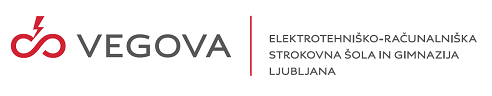 VEGOVA
ELEKTROTEHNIŠKO-RAČUNALNIŠKA
STROKOVNA ŠOLA IN GIMNAZIJA
LJUBLJANA